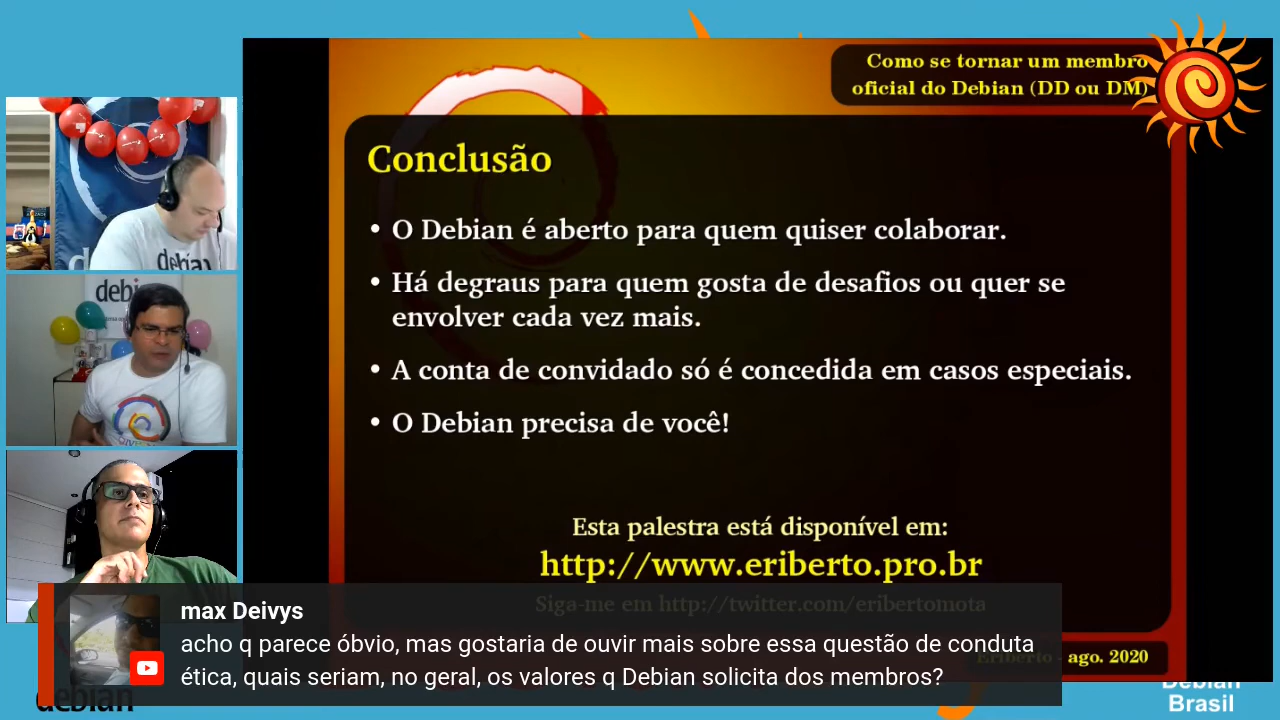 Como se tornar um membro
oficial do Debian (DD ou DM)
Conclusão
• O Debian é aberto para quem quiser colaborar.
• Há degraus para quem gosta de desafios ou quer se
envolver cada vez mais.
• A conta de convidado só é concedida em casos especiais.
• O Debian precisa de você!
Esta palestra está disponível em:
http://www.eriberto.pro.br
Siga-me em http://twitter.com/eribertomota
Eriberto - ago. 2020
max Deivys
acho q parece óbvio, mas gostaria de ouvir mais sobre essa questão de conduta
ética, quais seriam, no geral, os valores q Debian solicita dos membros?
debian
Debian
Brasil
debian